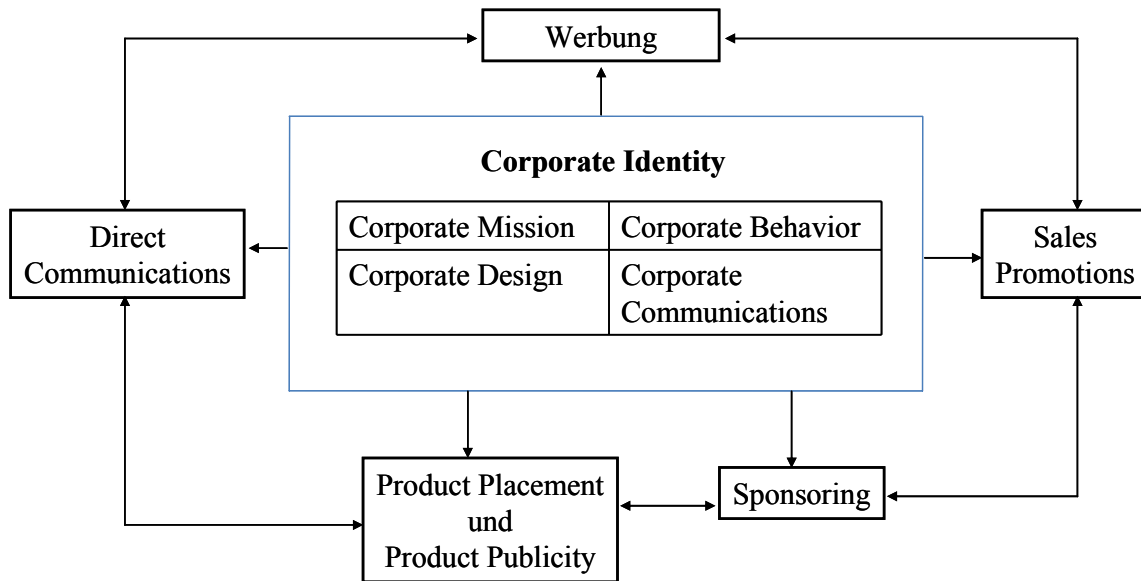 Werbung
Corporate Identity
Corporate Mission
Corporate Behavior
Corporate Design
Corporate
Communications
Direct
Communications
Sales
Promotions
Product Placement
und
Product Publicity
Sponsoring